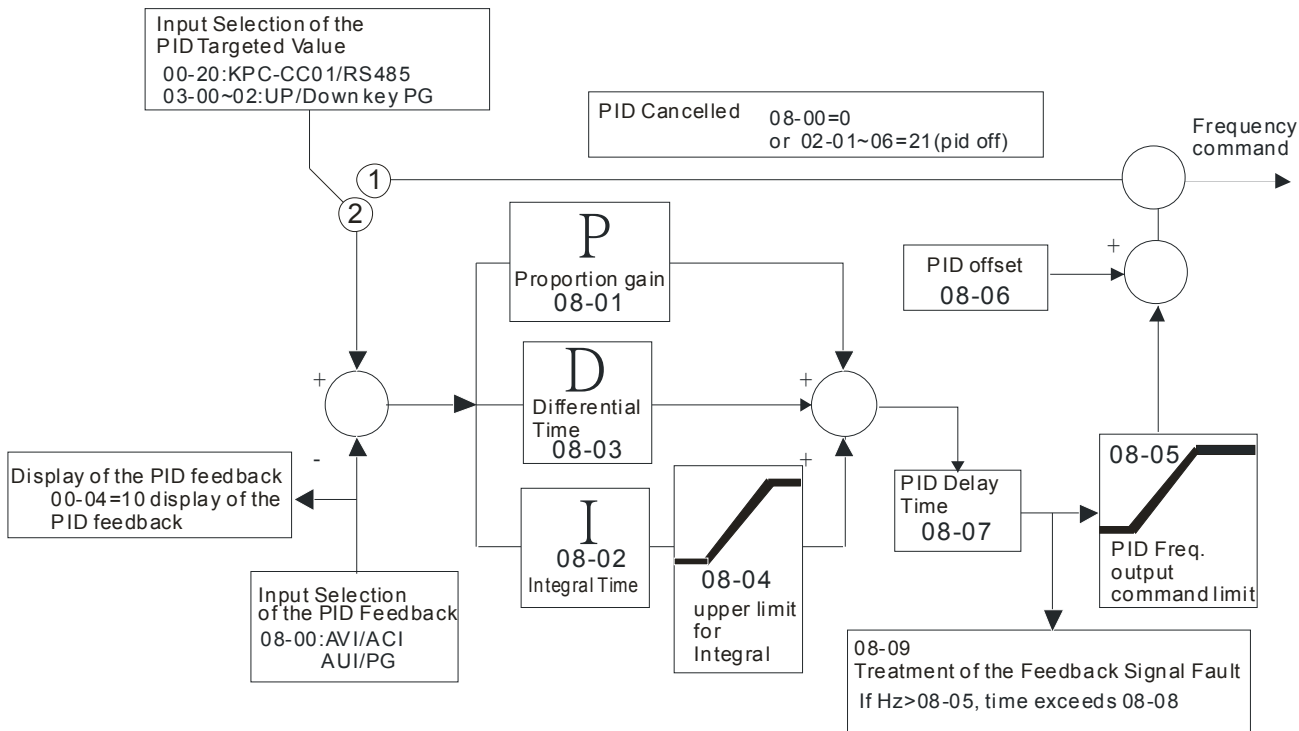 Input Selection of the
PID Targeted Value
00-20:KPC-CC01/RS485
03-00~02:UP/Down key PG
PID Cancelled 08-00=0
or 02-01~06=21(pid off)
Frequency
command
1
2
P
Proportion gain
08-01
PID offset
08-06
+
+
D
Differential
Time
08-03
+
-
+
Display of the PID feedback
00-04=10 display of the
PID feedback
I
08-02
Integral Time
08-04
upper limit
for
Integral
PID Delay
Time
08-07
08-05
PID Freq.
output
command limit
Input Selection
of the PID Feedback
08-00:AVI/ACI
AUI/PG
08-09
Treatment of the Feedback Signal Fault
If Hz>08-05, time exceeds 08-08